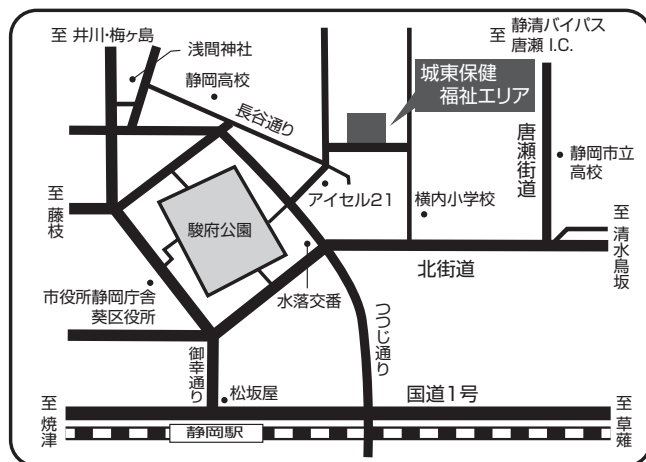 至 井川・梅ヶ島
浅間神社
静岡高校
長谷通り
城東保健
福祉エリア
至 静清バイパス
唐瀬 I.C.
唐瀬街道
静岡市立
高校
至 藤枝
駿府公園
アイセル21
横内小学校
至 清水鳥坂
北街道
水落交番
市役所静岡庁舎
葵区役所
つつじ通り
御幸通り
松坂屋
国道1号
至 焼津
静岡駅
至 草薙